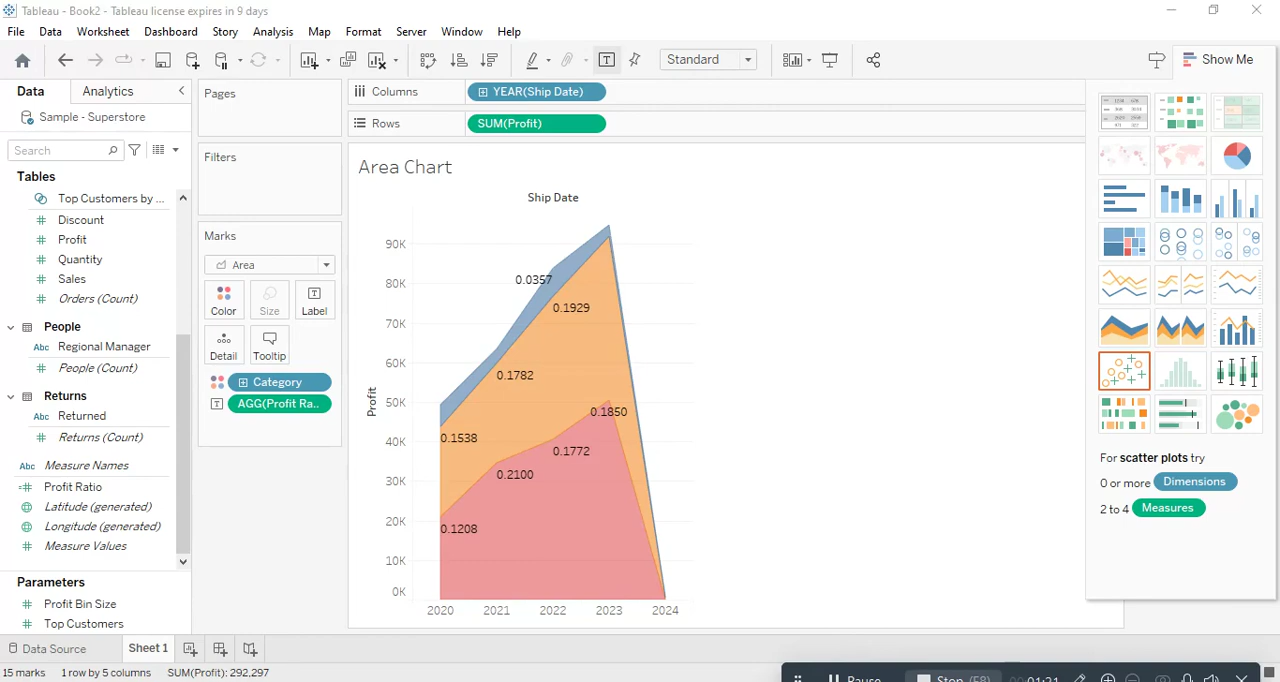 Tableau - Book2 - Tableau license expires in 9 days
File Data Worksheet Dashboard Story Analysis Map Format Server Window Help
Standard
Show Me
Data Analytics
Sample - Superstore
Search
Tables
Top Customers by ...
Discount
Profit
Quantity
Sales
Orders (Count)
People
Abc Regional Manager
People (Count)
Returns
Abc Returned
Returns (Count)
Abc Measure Names
Profit Ratio
Latitude (generated)
Longitude (generated)
Measure Values
Parameters
Profit Bin Size
Top Customers
Pages
Filters
Marks
Area
Color Size Label
Detail Tooltip
Category
AGG(Profit Ra..
Columns YEAR(Ship Date)
Rows SUM(Profit)
Area Chart
Ship Date
Profit
90K
80K
70K
60K
50K
40K
30K
20K
10K
0K
0.0357
0.1929
0.1782
0.1850
0.1538
0.1772
0.2100
0.1208
2020 2021 2022 2023 2024
For scatter plots try
0 or more Dimensions
2 to 4 Measures
Data Source Sheet 1
15 marks 1 row by 5 columns SUM(Profit): 292,297
Pause Stop (F8)